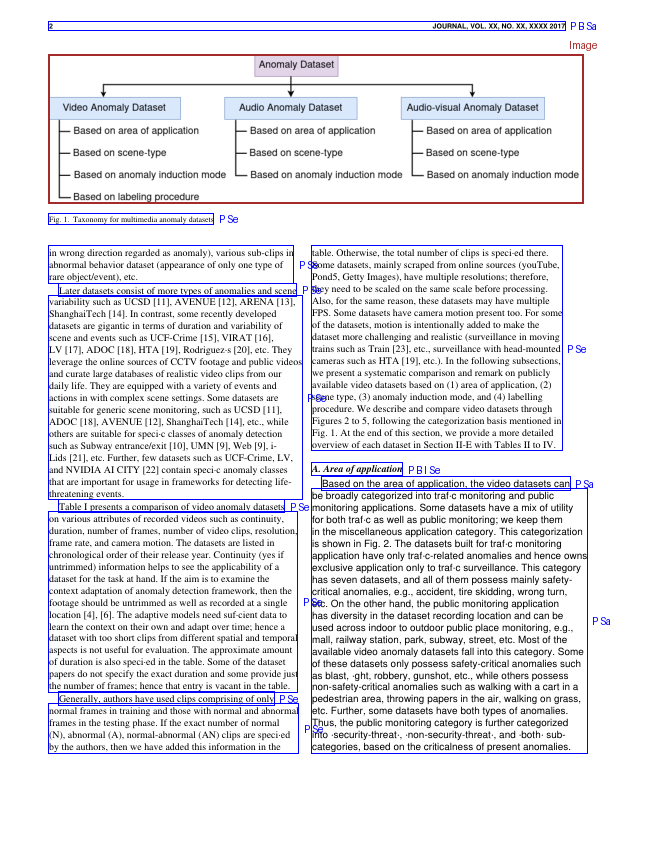 2
JOURNAL, VOL. XX, NO. XX, XXXX 2017
P B Sa
Image
Anomaly Dataset
Video Anomaly Dataset
Audio Anomaly Dataset
Audio-visual Anomaly Dataset
Based on area of application
Based on area of application
Based on area of application
Based on scene-type
Based on scene-type
Based on scene-type
Based on anomaly induction mode
Based on anomaly induction mode
Based on anomaly induction mode
Based on labeling procedure
Fig. 1. Taxonomy for multimedia anomaly datasets
P Se
in wrong direction regarded as anomaly), various sub-clips in
abnormal behavior dataset (appearance of only one type of
rare object/event), etc.
P Se
Later datasets consist of more types of anomalies and scene
P Se
variability such as UCSD [11], AVENUE [12], ARENA [13],
ShanghaiTech [14]. In contrast, some recently developed
datasets are gigantic in terms of duration and variability of
scene and events such as UCF-Crime [15], VIRAT [16],
LV [17], ADOC [18], HTA [19], Rodriguez·s [20], etc. They
leverage the online sources of CCTV footage and public videos
and curate large databases of realistic video clips from our
daily life. They are equipped with a variety of events and
actions in with complex scene settings. Some datasets are
suitable for generic scene monitoring, such as UCSD [11],
ADOC [18], AVENUE [12], ShanghaiTech [14], etc., while
others are suitable for speci·c classes of anomaly detection
such as Subway entrance/exit [10], UMN [9], Web [9], i-
Lids [21], etc. Further, few datasets such as UCF-Crime, LV,
and NVIDIA AI CITY [22] contain speci·c anomaly classes
that are important for usage in frameworks for detecting life-
threatening events.
P Se
Table I presents a comparison of video anomaly datasets
P Se
on various attributes of recorded videos such as continuity,
duration, number of frames, number of video clips, resolution,
frame rate, and camera motion. The datasets are listed in
chronological order of their release year. Continuity (yes if
untrimmed) information helps to see the applicability of a
dataset for the task at hand. If the aim is to examine the
context adaptation of anomaly detection framework, then the
footage should be untrimmed as well as recorded at a single
location [4], [6]. The adaptive models need suf·cient data to
learn the context on their own and adapt over time; hence a
dataset with too short clips from different spatial and temporal
aspects is not useful for evaluation. The approximate amount
of duration is also speci·ed in the table. Some of the dataset
papers do not specify the exact duration and some provide just
the number of frames; hence that entry is vacant in the table.
P Se
Generally, authors have used clips comprising of only
P Se
normal frames in training and those with normal and abnormal
frames in the testing phase. If the exact number of normal
(N), abnormal (A), normal-abnormal (AN) clips are speci·ed
by the authors, then we have added this information in the
P Se
table. Otherwise, the total number of clips is speci·ed there.
Some datasets, mainly scraped from online sources (youTube,
Pond5, Getty Images), have multiple resolutions; therefore,
they need to be scaled on the same scale before processing.
Also, for the same reason, these datasets may have multiple
FPS. Some datasets have camera motion present too. For some
of the datasets, motion is intentionally added to make the
dataset more challenging and realistic (surveillance in moving
trains such as Train [23], etc., surveillance with head-mounted
cameras such as HTA [19], etc.). In the following subsections,
we present a systematic comparison and remark on publicly
available video datasets based on (1) area of application, (2)
scene type, (3) anomaly induction mode, and (4) labelling
procedure. We describe and compare video datasets through
Figures 2 to 5, following the categorization basis mentioned in
Fig. 1. At the end of this section, we provide a more detailed
overview of each dataset in Section II-E with Tables II to IV.
P Se
A. Area of application
P B I Se
Based on the area of application, the video datasets can
P Sa
be broadly categorized into traf·c monitoring and public
monitoring applications. Some datasets have a mix of utility
for both traf·c as well as public monitoring; we keep them
in the miscellaneous application category. This categorization
is shown in Fig. 2. The datasets built for traf·c monitoring
application have only traf·c-related anomalies and hence owns
exclusive application only to traf·c surveillance. This category
has seven datasets, and all of them possess mainly safety-
critical anomalies, e.g., accident, tire skidding, wrong turn,
etc. On the other hand, the public monitoring application
has diversity in the dataset recording location and can be
used across indoor to outdoor public place monitoring, e.g.,
mall, railway station, park, subway, street, etc. Most of the
available video anomaly datasets fall into this category. Some
of these datasets only possess safety-critical anomalies such
as blast, ·ght, robbery, gunshot, etc., while others possess
non-safety-critical anomalies such as walking with a cart in a
pedestrian area, throwing papers in the air, walking on grass,
etc. Further, some datasets have both types of anomalies.
Thus, the public monitoring category is further categorized
into ·security-threat·, ·non-security-threat·, and ·both· sub-
categories, based on the criticalness of present anomalies.
P Sa